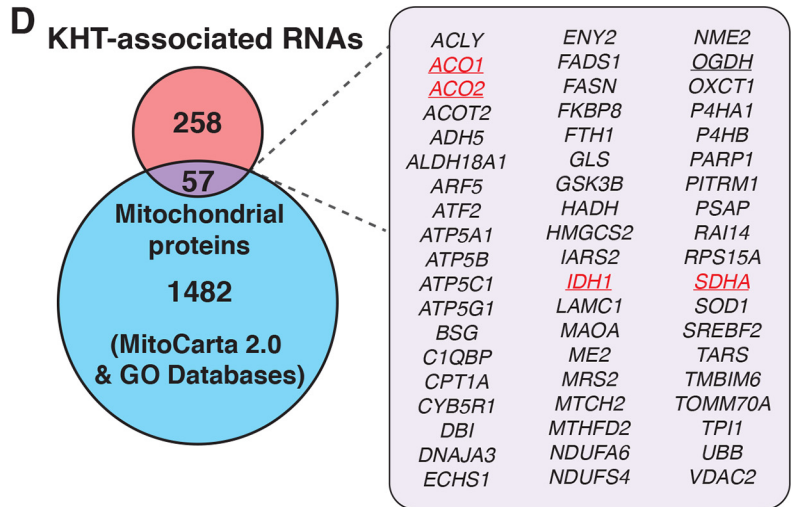 D
KHT-associated RNAs
258
57
Mitochondrial
proteins
1482
(MitoCarta 2.0
& GO Databases)
ACLY
ACO1
ACO2
ACOT2
ADH5
ALDH18A1
ARF5
ATF2
ATP5A1
ATP5B
ATP5C1
ATP5G1
BSG
C1QBP
CPT1A
CYB5R1
DBI
DNAJA3
ECHS1
ENY2
FADS1
FASN
FKBP8
FTH1
GLS
GSK3B
HADH
HMGCS2
IARS2
IDH1
LAMC1
MAOA
ME2
MRS2
MTCH2
MTHFD2
NDUFA6
NDUFS4
NME2
OGDH
OXCT1
P4HA1
P4HB
PARP1
PITRM1
PSAP
RAI14
RPS15A
SDHA
SOD1
SREBF2
TARS
TMBIM6
TOMM70A
TPI1
UBB
VDAC2